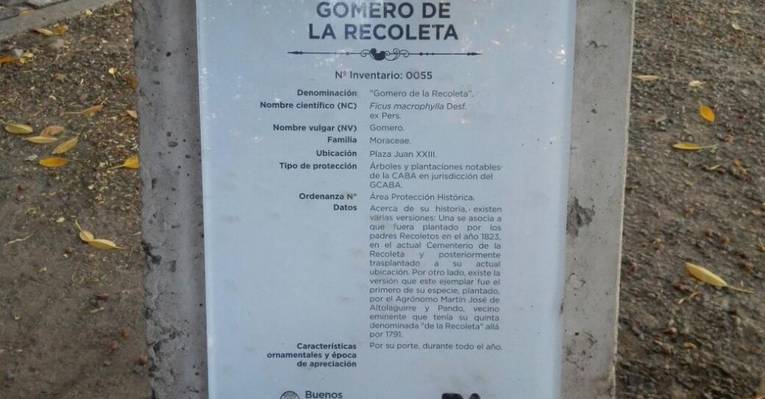 GOMERO DE
LA RECOLETA
Nº Inventario: 0055
Denominación "Gomero de la Recoleta".
Nombre científico (NC) Ficus macrophylla Desf.
ex Pers.
Nombre vulgar (NV) Gomero.
Familia Moraceae.
Ubicación Plaza Juan XXIII.
Tipo de protección Árboles y plantaciones notables
de la CABA en jurisdicción del
GCABA.
Ordenanza Nº Área Protección Histórica.
Datos Acerca de su historia, existen
varias versiones: Una se asocia a
que fuera plantado por los
padres Recoletos en el año 1823,
en el actual Cementerio de la
Recoleta y posteriormente
trasplantado a su actual
ubicación. Por otro lado, existe la
versión que este ejemplar fue el
primero de su especie, plantado,
por el Agrónomo Martín José de
Altolaguirre y Pando, vecino
eminente que tenía su quinta
denominada "de la Recoleta" allá
por 1791.
Características Por su porte, durante todo el año.
ornamentales y época
de apreciación
Buenos